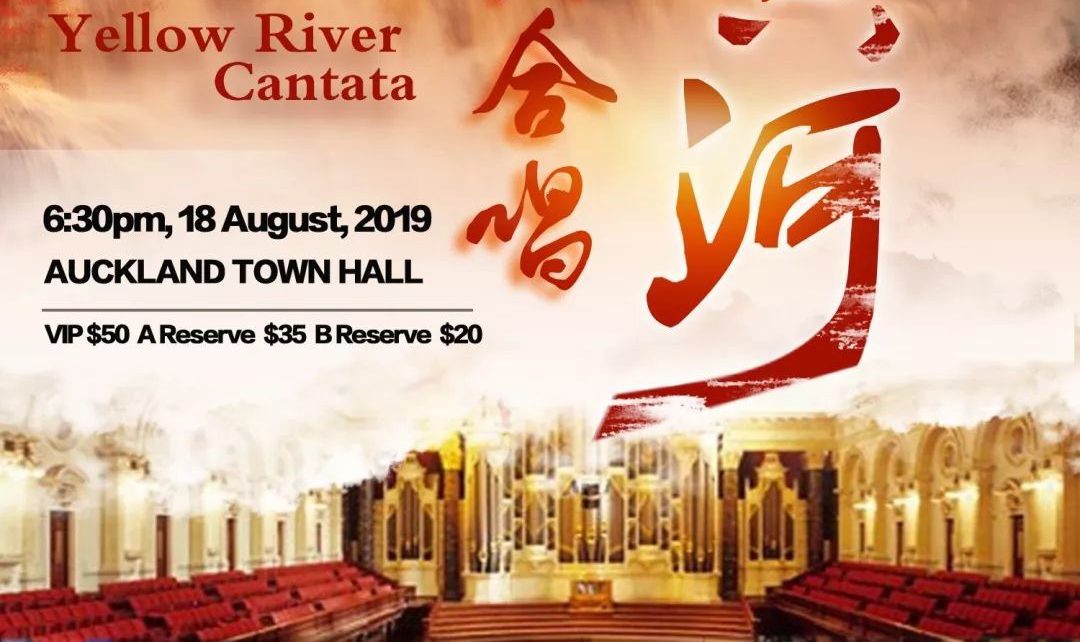 Yellow River
Cantata
合唱
河
6:30pm, 18 August, 2019
AUCKLAND TOWN HALL
VIP $50 A Reserve $35 B Reserve $20